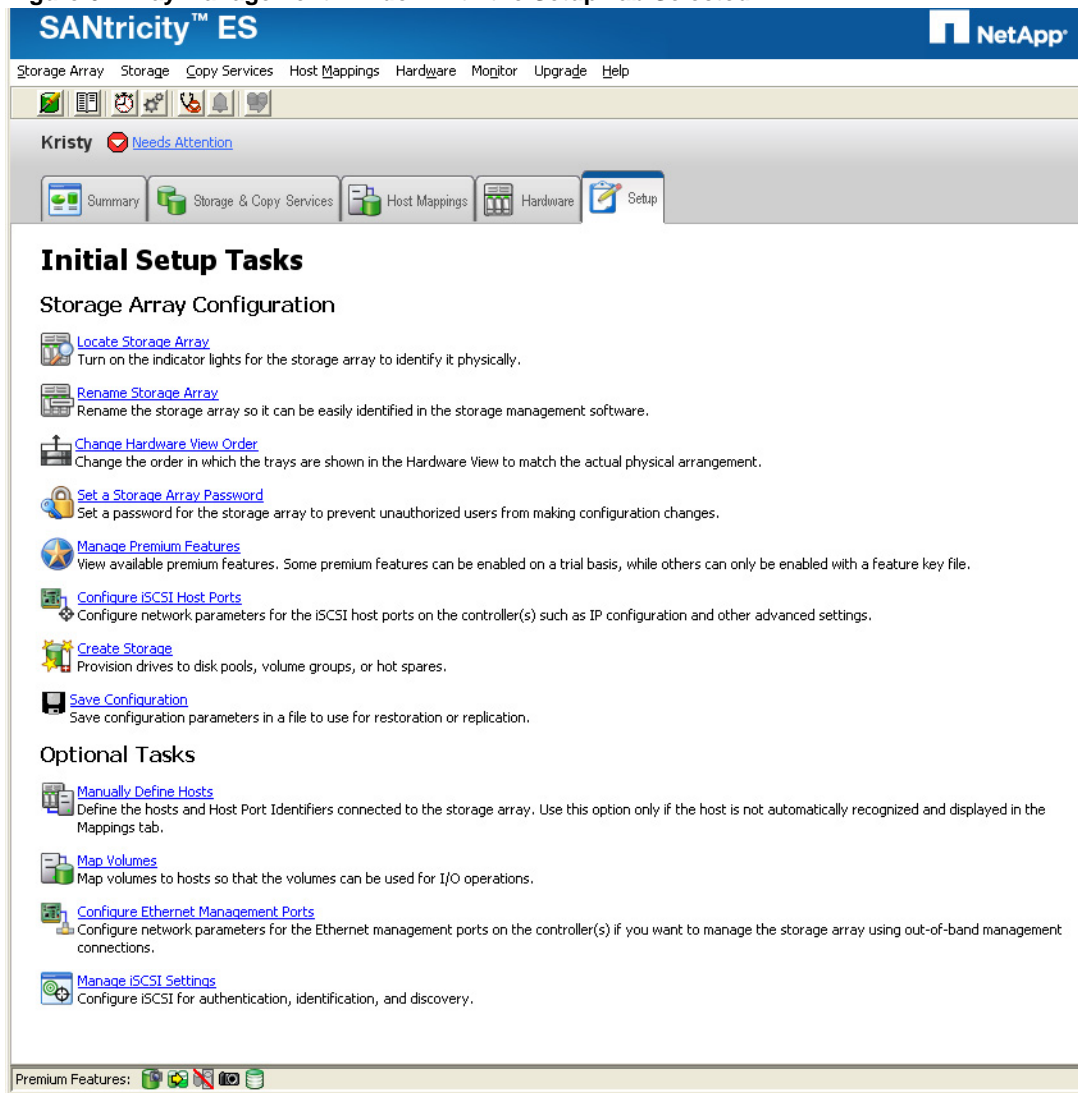 SANtricity™ ES
NetApp®
Storage Array Storage Copy Services Host Mappings Hardware Monitor Upgrade Help
Kristy Needs Attention
Summary Storage & Copy Services Host Mappings Hardware Setup
Initial Setup Tasks
Storage Array Configuration
Locate Storage Array
Turn on the indicator lights for the storage array to identify it physically.
Rename Storage Array
Rename the storage array so it can be easily identified in the storage management software.
Change Hardware View Order
Change the order in which the trays are shown in the Hardware View to match the actual physical arrangement.
Set a Storage Array Password
Set a password for the storage array to prevent unauthorized users from making configuration changes.
Manage Premium Features
View available premium features. Some premium features can be enabled on a trial basis, while others can only be enabled with a feature key file.
Configure iSCSI Host Ports
Configure network parameters for the iSCSI host ports on the controller(s) such as IP configuration and other advanced settings.
Create Storage
Provision drives to disk pools, volume groups, or hot spares.
Save Configuration
Save configuration parameters in a file to use for restoration or replication.
Optional Tasks
Manually Define Hosts
Define the hosts and Host Port Identifiers connected to the storage array. Use this option only if the host is not automatically recognized and displayed in the
Mappings tab.
Map Volumes
Map volumes to hosts so that the volumes can be used for I/O operations.
Configure Ethernet Management Ports
Configure network parameters for the Ethernet management ports on the controller(s) if you want to manage the storage array using out-of-band management
connections.
Manage iSCSI Settings
Configure iSCSI for authentication, identification, and discovery.
Premium Features: